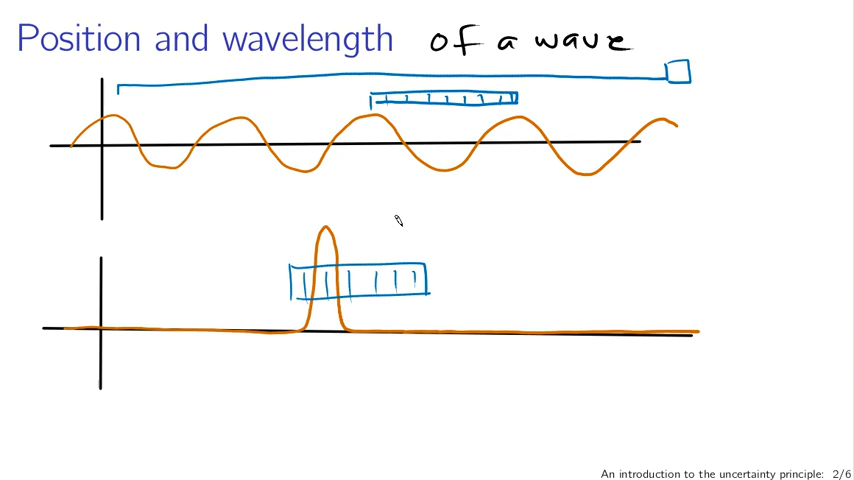 Position and wavelength of a wave
An introduction to the uncertainty principle: 2/6